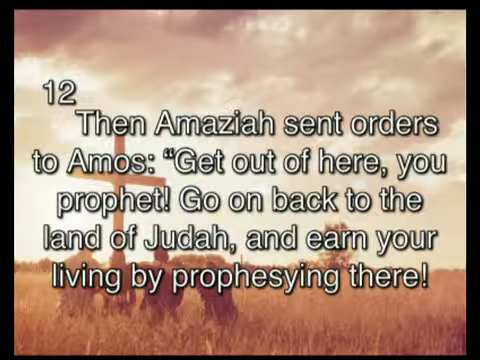 12
Then Amaziah sent orders
to Amos: “Get out of here, you
prophet! Go on back to the
land of Judah, and earn your
living by prophesying there!